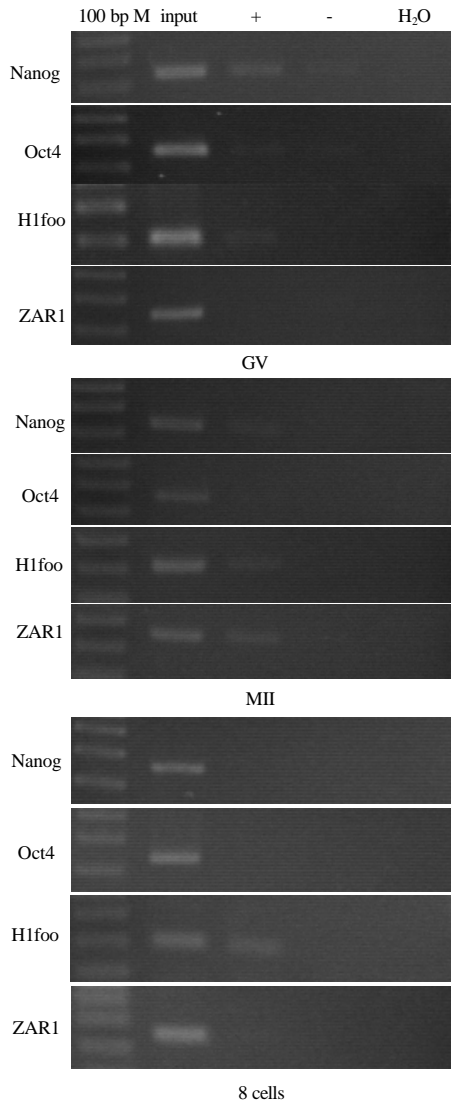 100 bp M input + - H₂O
Nanog
Oct4
H1foo
ZAR1
GV
Nanog
Oct4
H1foo
ZAR1
MII
Nanog
Oct4
H1foo
ZAR1
8 cells